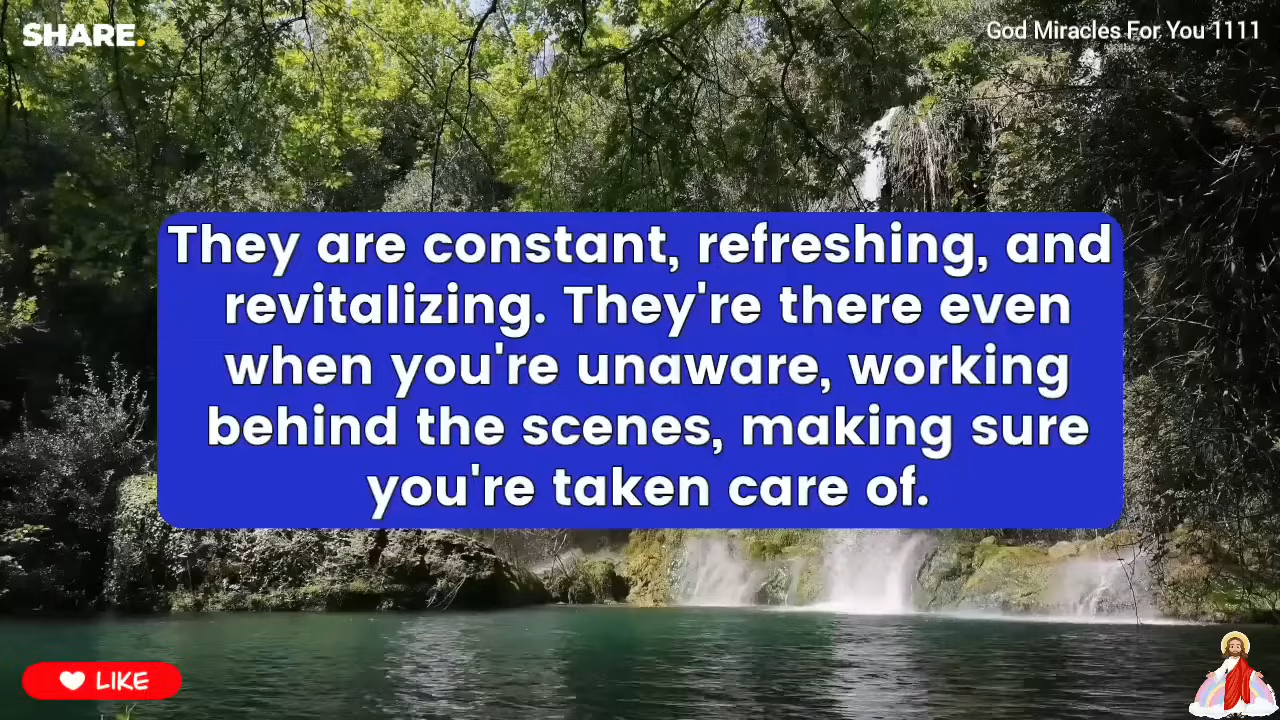 SHARE.
God Miracles For You 1111
They are constant, refreshing, and
revitalizing. They're there even
when you're unaware, working
behind the scenes, making sure
you're taken care of.
LIKE